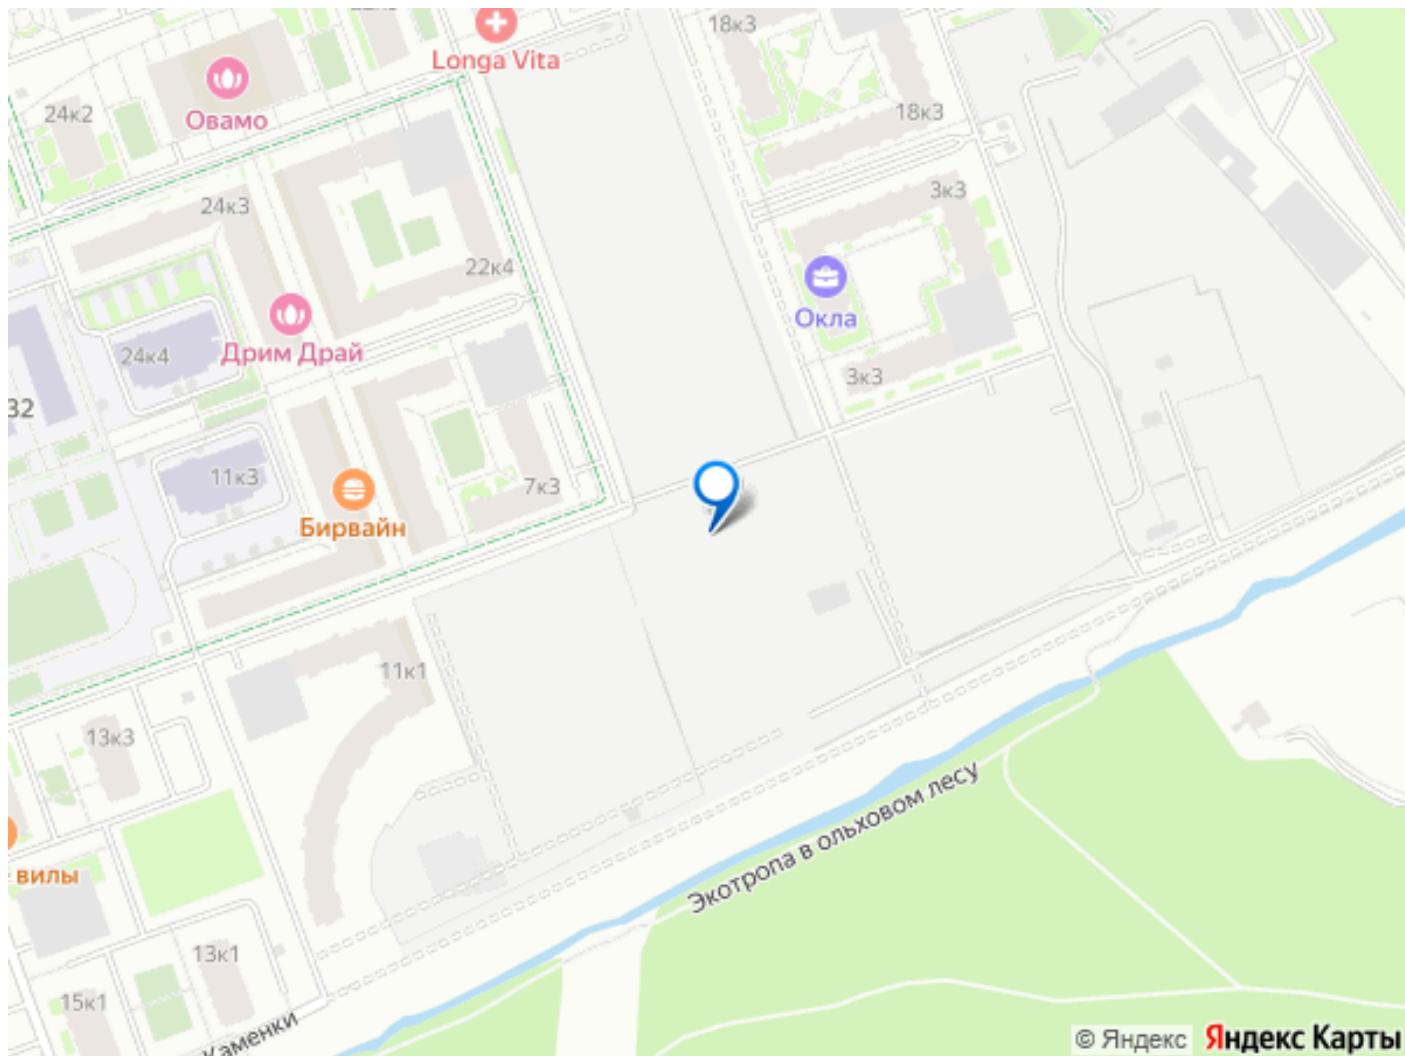 18к3
Longa Vita
24к2
Овамо
18к3
3к3
24к3
22к4
Окла
24к4
Дрим Драй
3к3
32
11к3
7к3
Бирвайн
11к1
13к3
Экотропа в ольховом лесу
вилы
13к1
15к1
Каменки
© Яндекс Яндекс Карты